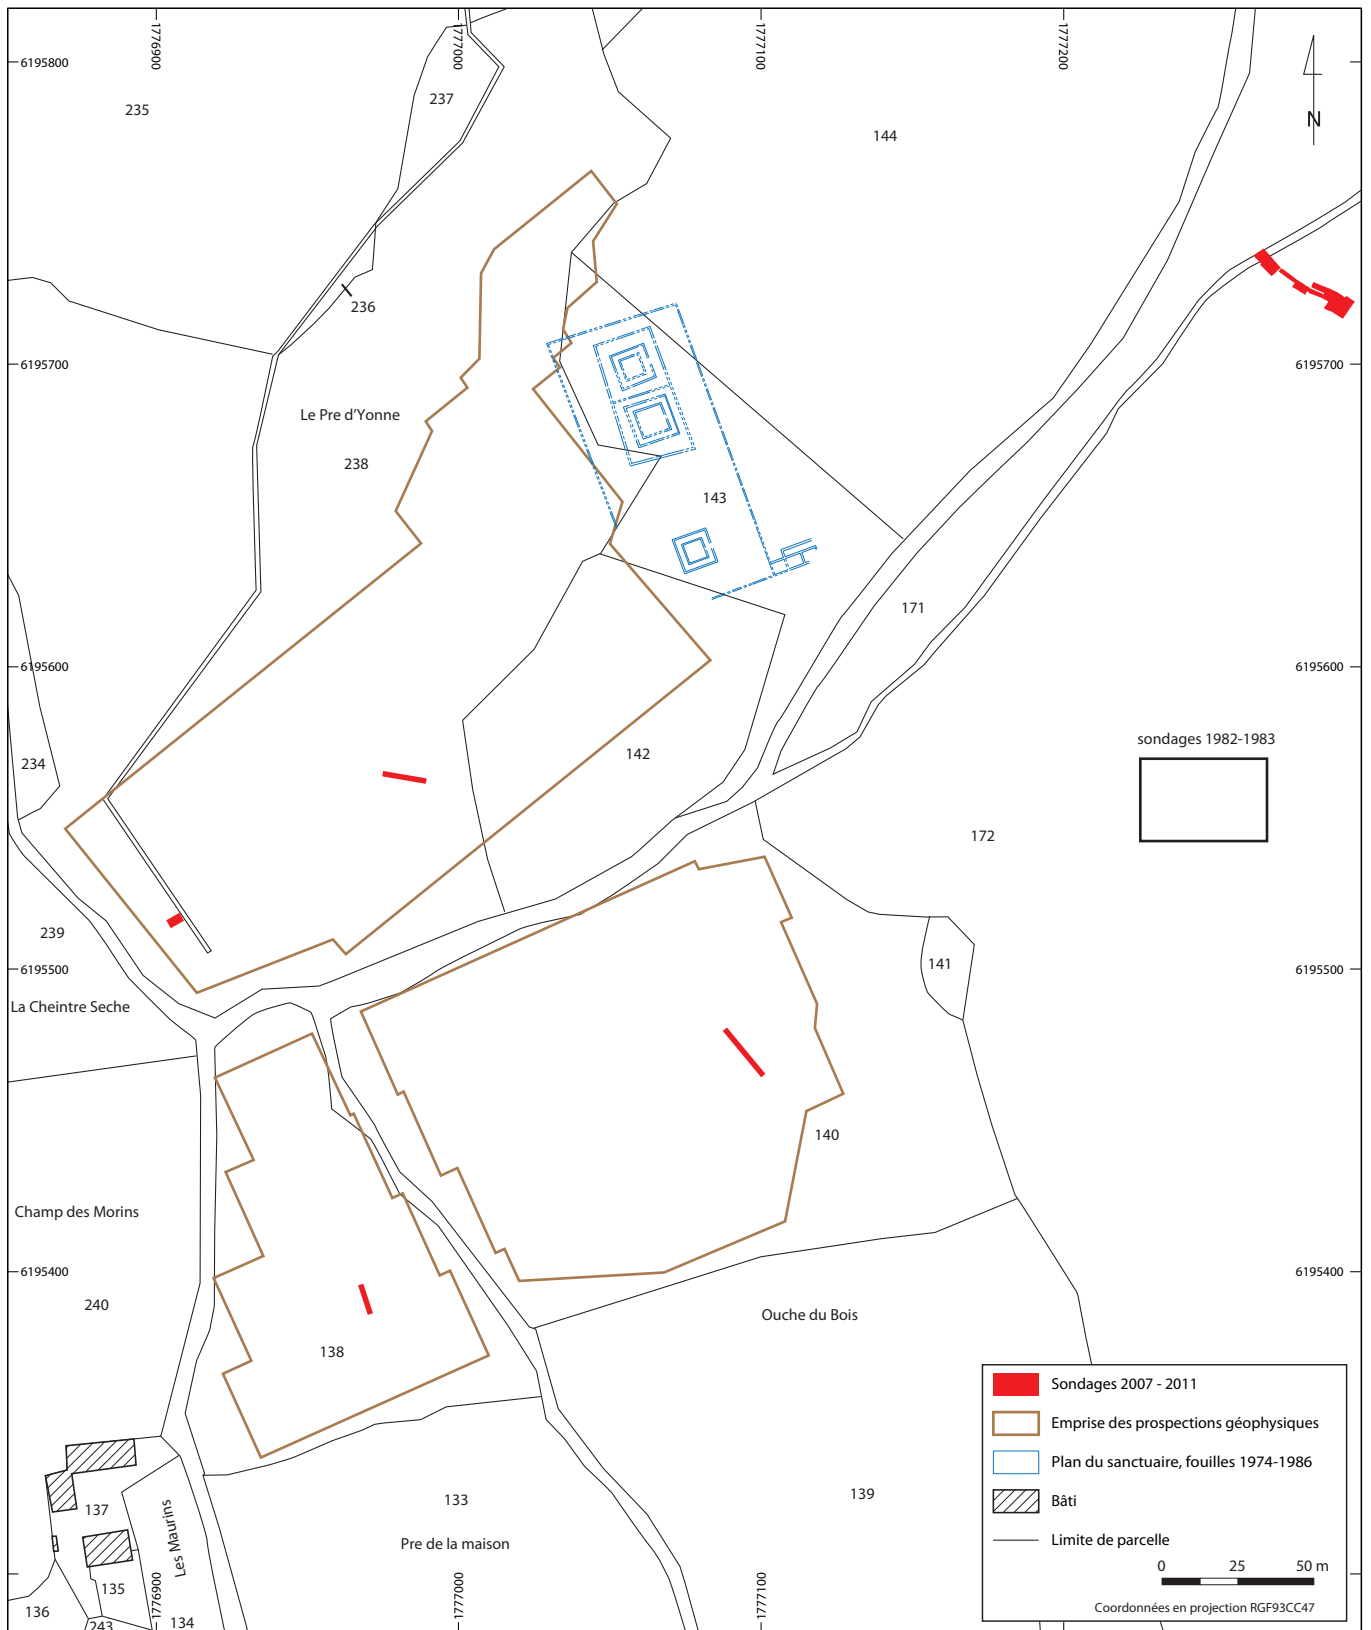 1776900
1777000
1777100
1777200
6195800
235
237
144
N
236
6195700
6195700
Le Pre d'Yonne
238
143
171
6195600
6195600
234
142
sondages 1982-1983
172
239
141
6195500
6195500
La Cheintre Seche
140
Champ des Morins
6195400
6195400
240
Ouche du Bois
138
Sondages 2007 - 2011
Emprise des prospections géophysiques
Plan du sanctuaire, fouilles 1974-1986
Bâti
Limite de parcelle
0 25 50 m
Coordonnées en projection RGF93CC47
137
Les Maurins
133
139
Pre de la maison
135
136
243
134
1776900
1777000
1777100